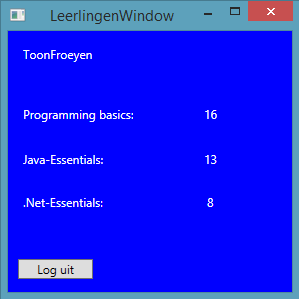 LeerlingenWindow
ToonFroeyen
Programming basics: 16
Java-Essentials: 13
.Net-Essentials: 8
Log uit